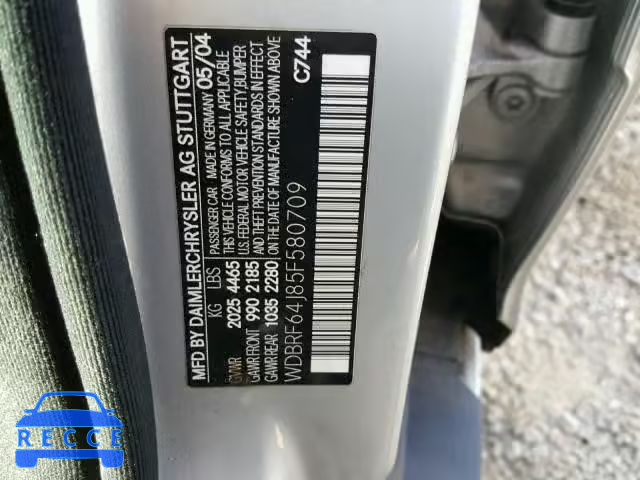 MFD BY DAIMLERCHRYSLER AG STUTTGART
PASSENGER CAR MADE IN GERMANY 05/04
KG LBS THIS VEHICLE CONFORMS TO ALL APPLICABLE
GVWR 2025 4465 U.S. FEDERAL MOTOR VEHICLE SAFETY/BUMPER
GAWR FRONT 990 2185 AND THEFT PREVENTION STANDARDS IN EFFECT
GAWR REAR 1035 2280 ON THE DATE OF MANUFACTURE SHOWN ABOVE
WDBRF64J85F580709
C744
RECCE